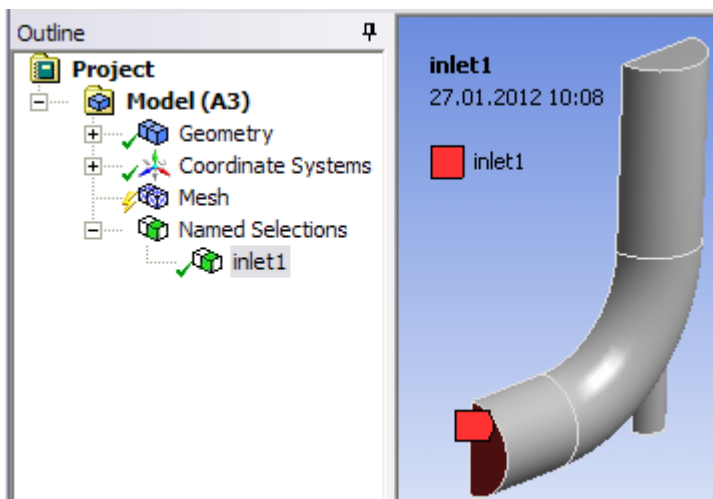 Outline
Project
Model (A3)
Geometry
Coordinate Systems
Mesh
Named Selections
inlet1
inlet1
27.01.2012 10:08
inlet1